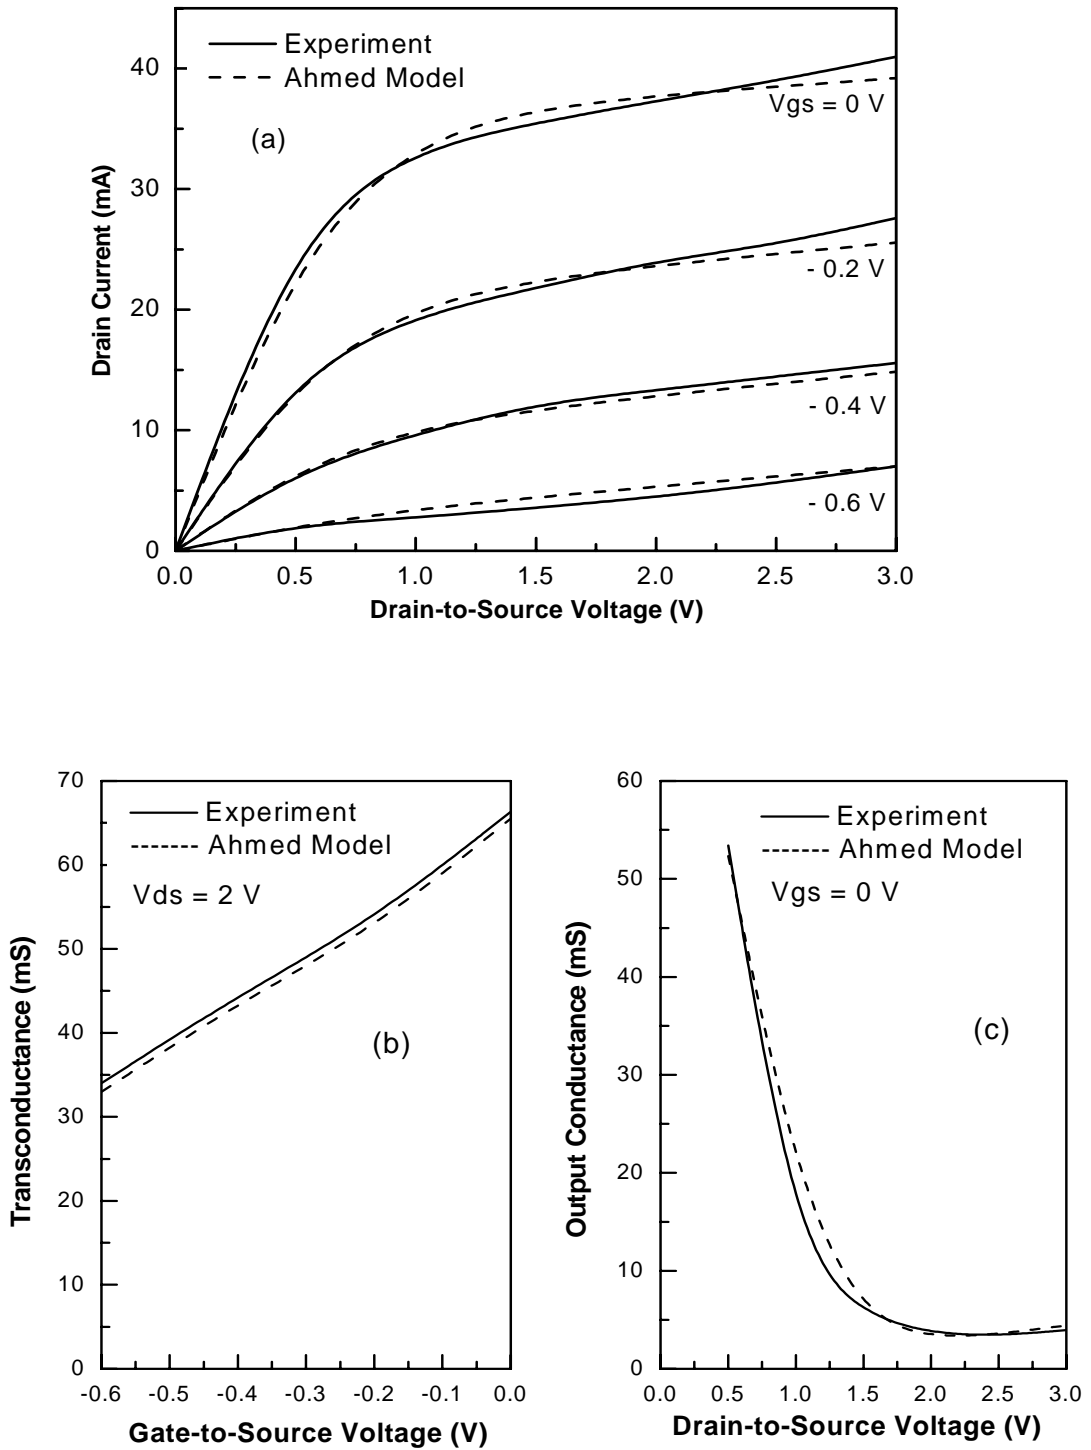 Experiment
Ahmed Model
(a)
Vgs = 0 V
- 0.2 V
- 0.4 V
- 0.6 V
40
30
20
10
0
Drain Current (mA)
0.0 0.5 1.0 1.5 2.0 2.5 3.0
Drain-to-Source Voltage (V)
Experiment
Ahmed Model
Vds = 2 V
(b)
70
60
50
40
30
20
10
0
Transconductance (mS)
-0.6 -0.5 -0.4 -0.3 -0.2 -0.1 0.0
Gate-to-Source Voltage (V)
Experiment
Ahmed Model
Vgs = 0 V
(c)
60
50
40
30
20
10
0
Output Conductance (mS)
0.0 0.5 1.0 1.5 2.0 2.5 3.0
Drain-to-Source Voltage (V)